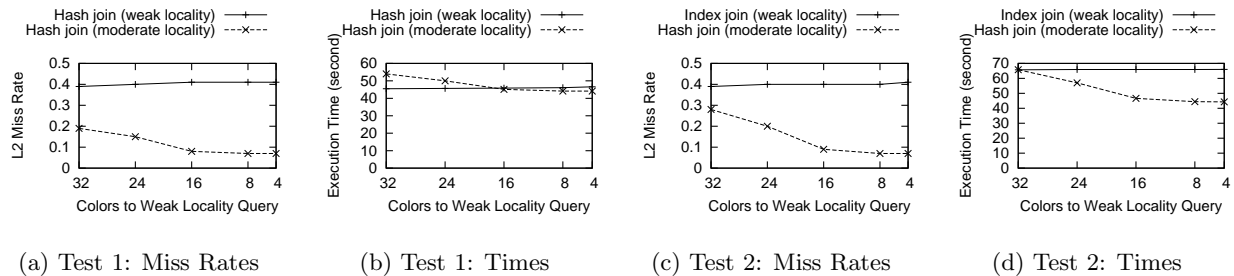 Hash join (weak locality)
Hash join (moderate locality)
L2 Miss Rate
0.5
0.4
0.3
0.2
0.1
0
32
24
16
8
4
Colors to Weak Locality Query
(a) Test 1: Miss Rates
Hash join (weak locality)
Hash join (moderate locality)
Execution Time (second)
60
50
40
30
20
10
0
32
24
16
8
4
Colors to Weak Locality Query
(b) Test 1: Times
Index join (weak locality)
Hash join (moderate locality)
L2 Miss Rate
0.5
0.4
0.3
0.2
0.1
0
32
24
16
8
4
Colors to Weak Locality Query
(c) Test 2: Miss Rates
Index join (weak locality)
Hash join (moderate locality)
Execution Time (second)
70
60
50
40
30
20
10
0
32
24
16
8
4
Colors to Weak Locality Query
(d) Test 2: Times